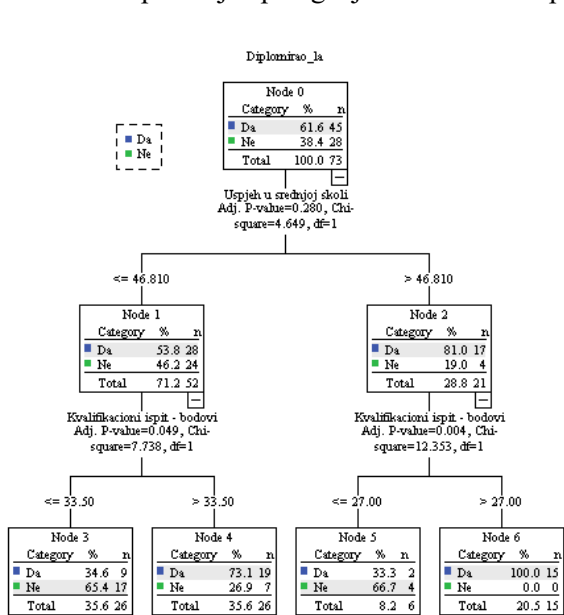 Diplomirao_la
Da
Ne
Node 0
Category % n
Da 61.6 45
Ne 38.4 28
Total 100.0 73
Uspjeh u srednjoj skoli
Adj. P-value=0.280, Chi-
square=4.649, df=1
<= 46.810
> 46.810
Node 1
Category % n
Da 53.8 28
Ne 46.2 24
Total 71.2 52
Node 2
Category % n
Da 81.0 17
Ne 19.0 4
Total 28.8 21
Kvalifikacioni ispit - bodovi
Adj. P-value=0.049, Chi-
square=7.738, df=1
Kvalifikacioni ispit - bodovi
Adj. P-value=0.004, Chi-
square=12.353, df=1
<= 33.50
> 33.50
<= 27.00
> 27.00
Node 3
Category % n
Da 34.6 9
Ne 65.4 17
Total 35.6 26
Node 4
Category % n
Da 73.1 19
Ne 26.9 7
Total 35.6 26
Node 5
Category % n
Da 33.3 2
Ne 66.7 4
Total 8.2 6
Node 6
Category % n
Da 100.0 15
Ne 0.0 0
Total 20.5 15